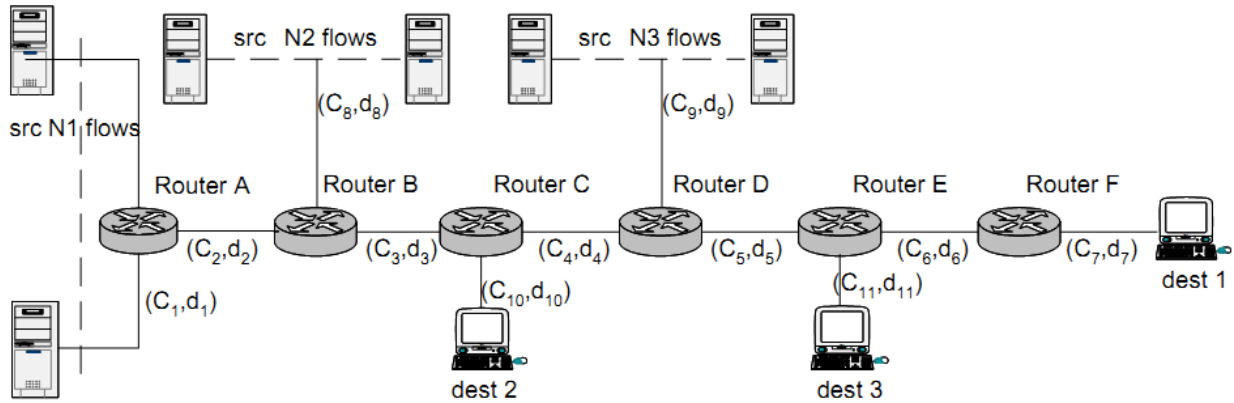 src N2 flows
src N3 flows
(C8,d8)
(C9,d9)
src N1 flows
Router A
Router B
Router C
Router D
Router E
Router F
(C2,d2)
(C3,d3)
(C4,d4)
(C5,d5)
(C6,d6)
(C7,d7)
dest 1
(C1,d1)
(C10,d10)
(C11,d11)
dest 2
dest 3